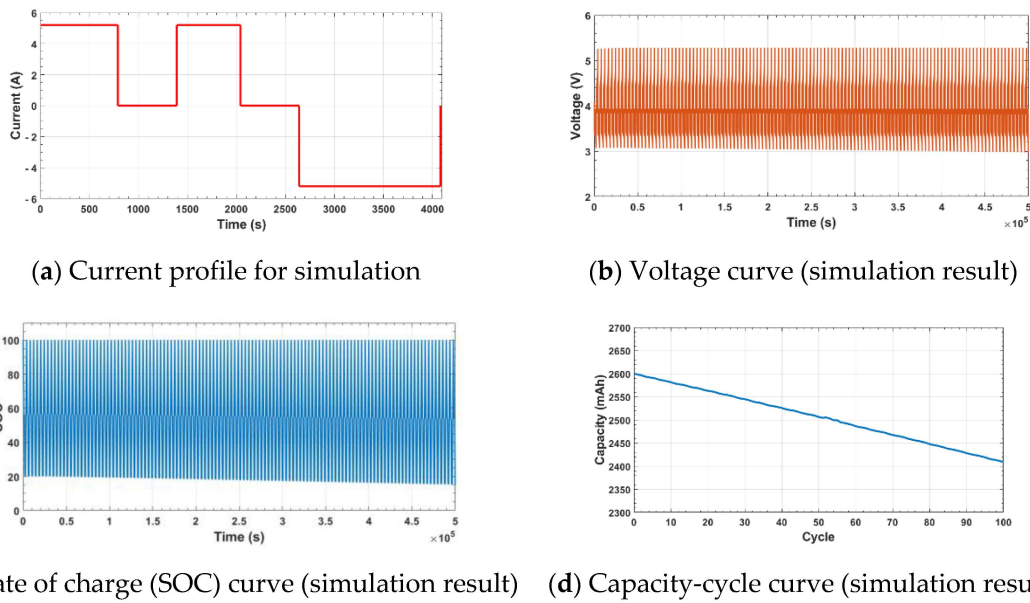 6
4
2
0
- 2
- 4
- 6
Current (A)
0 500 1000 1500 2000 2500 3000 3500 4000
Time (s)
(a) Current profile for simulation
6
5
4
3
2
Voltage (V)
0 0.5 1 1.5 2 2.5 3 3.5 4 4.5 5
Time (s)
×10⁵
(b) Voltage curve (simulation result)
100
80
60
40
20
0
0 0.5 1 1.5 2 2.5 3 3.5 4 4.5 5
Time (s)
×10⁵
ate of charge (SOC) curve (simulation result)
2700
2650
2600
2550
2500
2450
2400
2350
2300
Capacity (mAh)
0 10 20 30 40 50 60 70 80 90 100
Cycle
(d) Capacity-cycle curve (simulation resu